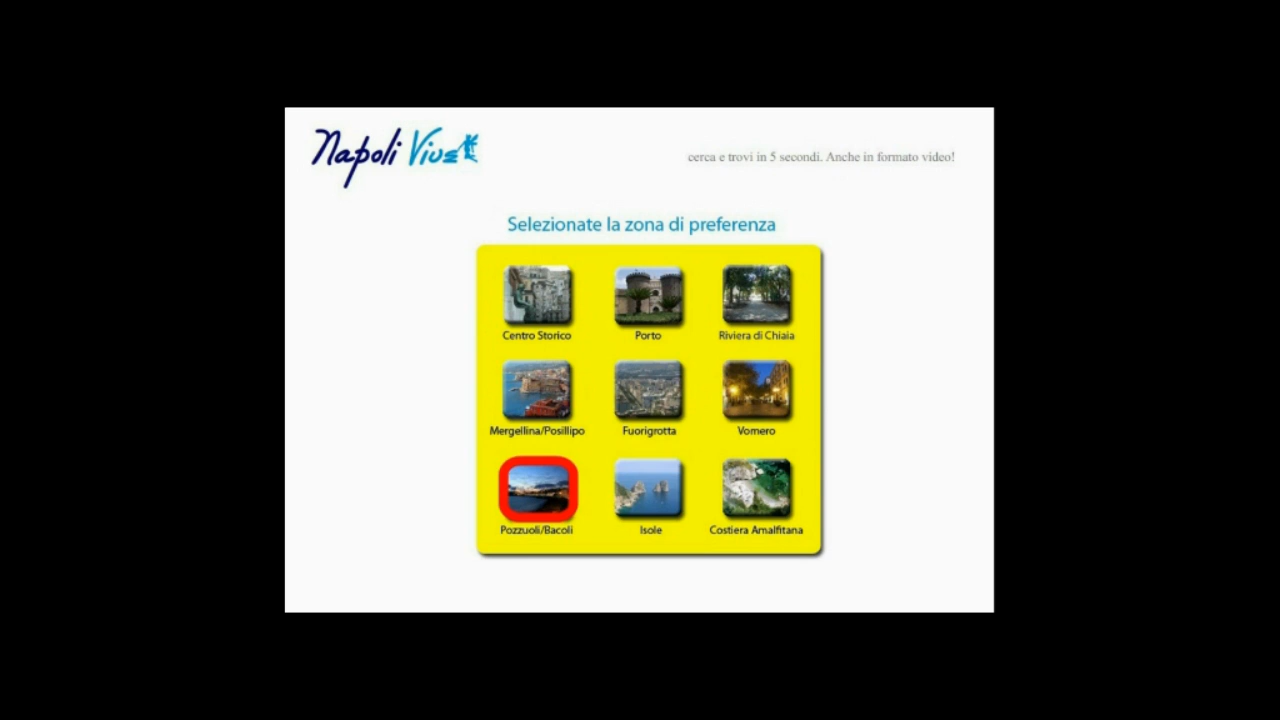 Napoli Vive
cerca e trovi in 5 secondi. Anche in formato video!
Selezionate la zona di preferenza
Centro Storico
Porto
Riviera di Chiaia
Mergellina/Posillipo
Fuorigrotta
Vomero
Pozzuoli/Bacoli
Isole
Costiera Amalfitana